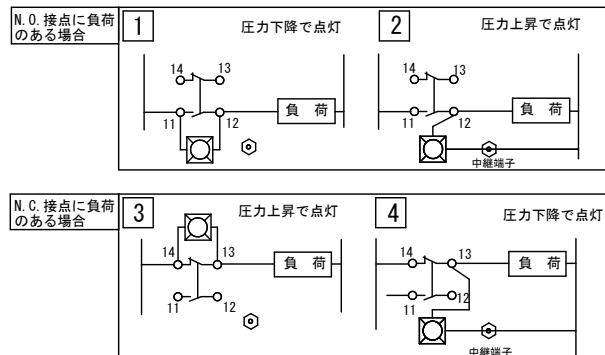 N.O.接点に負荷
のある場合
1
圧力下降で点灯
14
13
11
12
負 荷
2
圧力上昇で点灯
14
13
11
12
負 荷
中継端子
N.C.接点に負荷
のある場合
3
圧力上昇で点灯
14
13
11
12
負 荷
4
圧力下降で点灯
14
13
11
12
負 荷
中継端子